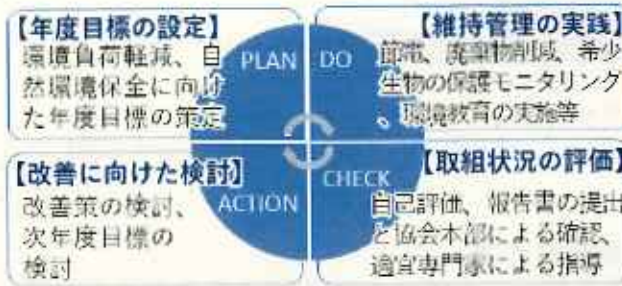 【年度目標の設定】
環境負荷軽減、自
然環境保全に向け
た年度目標の策定
PLAN
DO
【維持管理の実践】
節電、廃棄物削減、希少
生物の保護モニタリング
、環境教育の実施等
【改善に向けた検討】
改善策の検討、
次年度目標の
検討
ACTION
CHECK
【取組状況の評価】
自己評価、報告書の提出
と協会本部による確認、
適宜専門家による指導